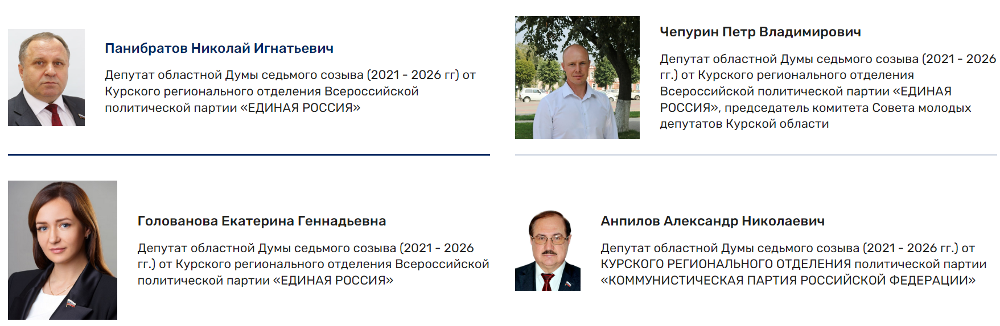 Панибратов Николай Игнатьевич
Депутат областной Думы седьмого созыва (2021 - 2026 гг) от
Курского регионального отделения Всероссийской
политической партии «ЕДИНАЯ РОССИЯ»
Чепурин Петр Владимирович
Депутат областной Думы седьмого созыва (2021 - 2026
гг.) от Курского регионального отделения
Всероссийской политической партии «ЕДИНАЯ
РОССИЯ», председатель комитета Совета молодых
депутатов Курской области
Голованова Екатерина Геннадьевна
Депутат областной Думы седьмого созыва (2021 - 2026
гг.) от Курского регионального отделения Всероссийской
политической партии «ЕДИНАЯ РОССИЯ»
Анпилов Александр Николаевич
Депутат областной Думы седьмого созыва (2021 - 2026 гг.) от
КУРСКОГО РЕГИОНАЛЬНОГО ОТДЕЛЕНИЯ политической партии
«КОММУНИСТИЧЕСКАЯ ПАРТИЯ РОССИЙСКОЙ ФЕДЕРАЦИИ»